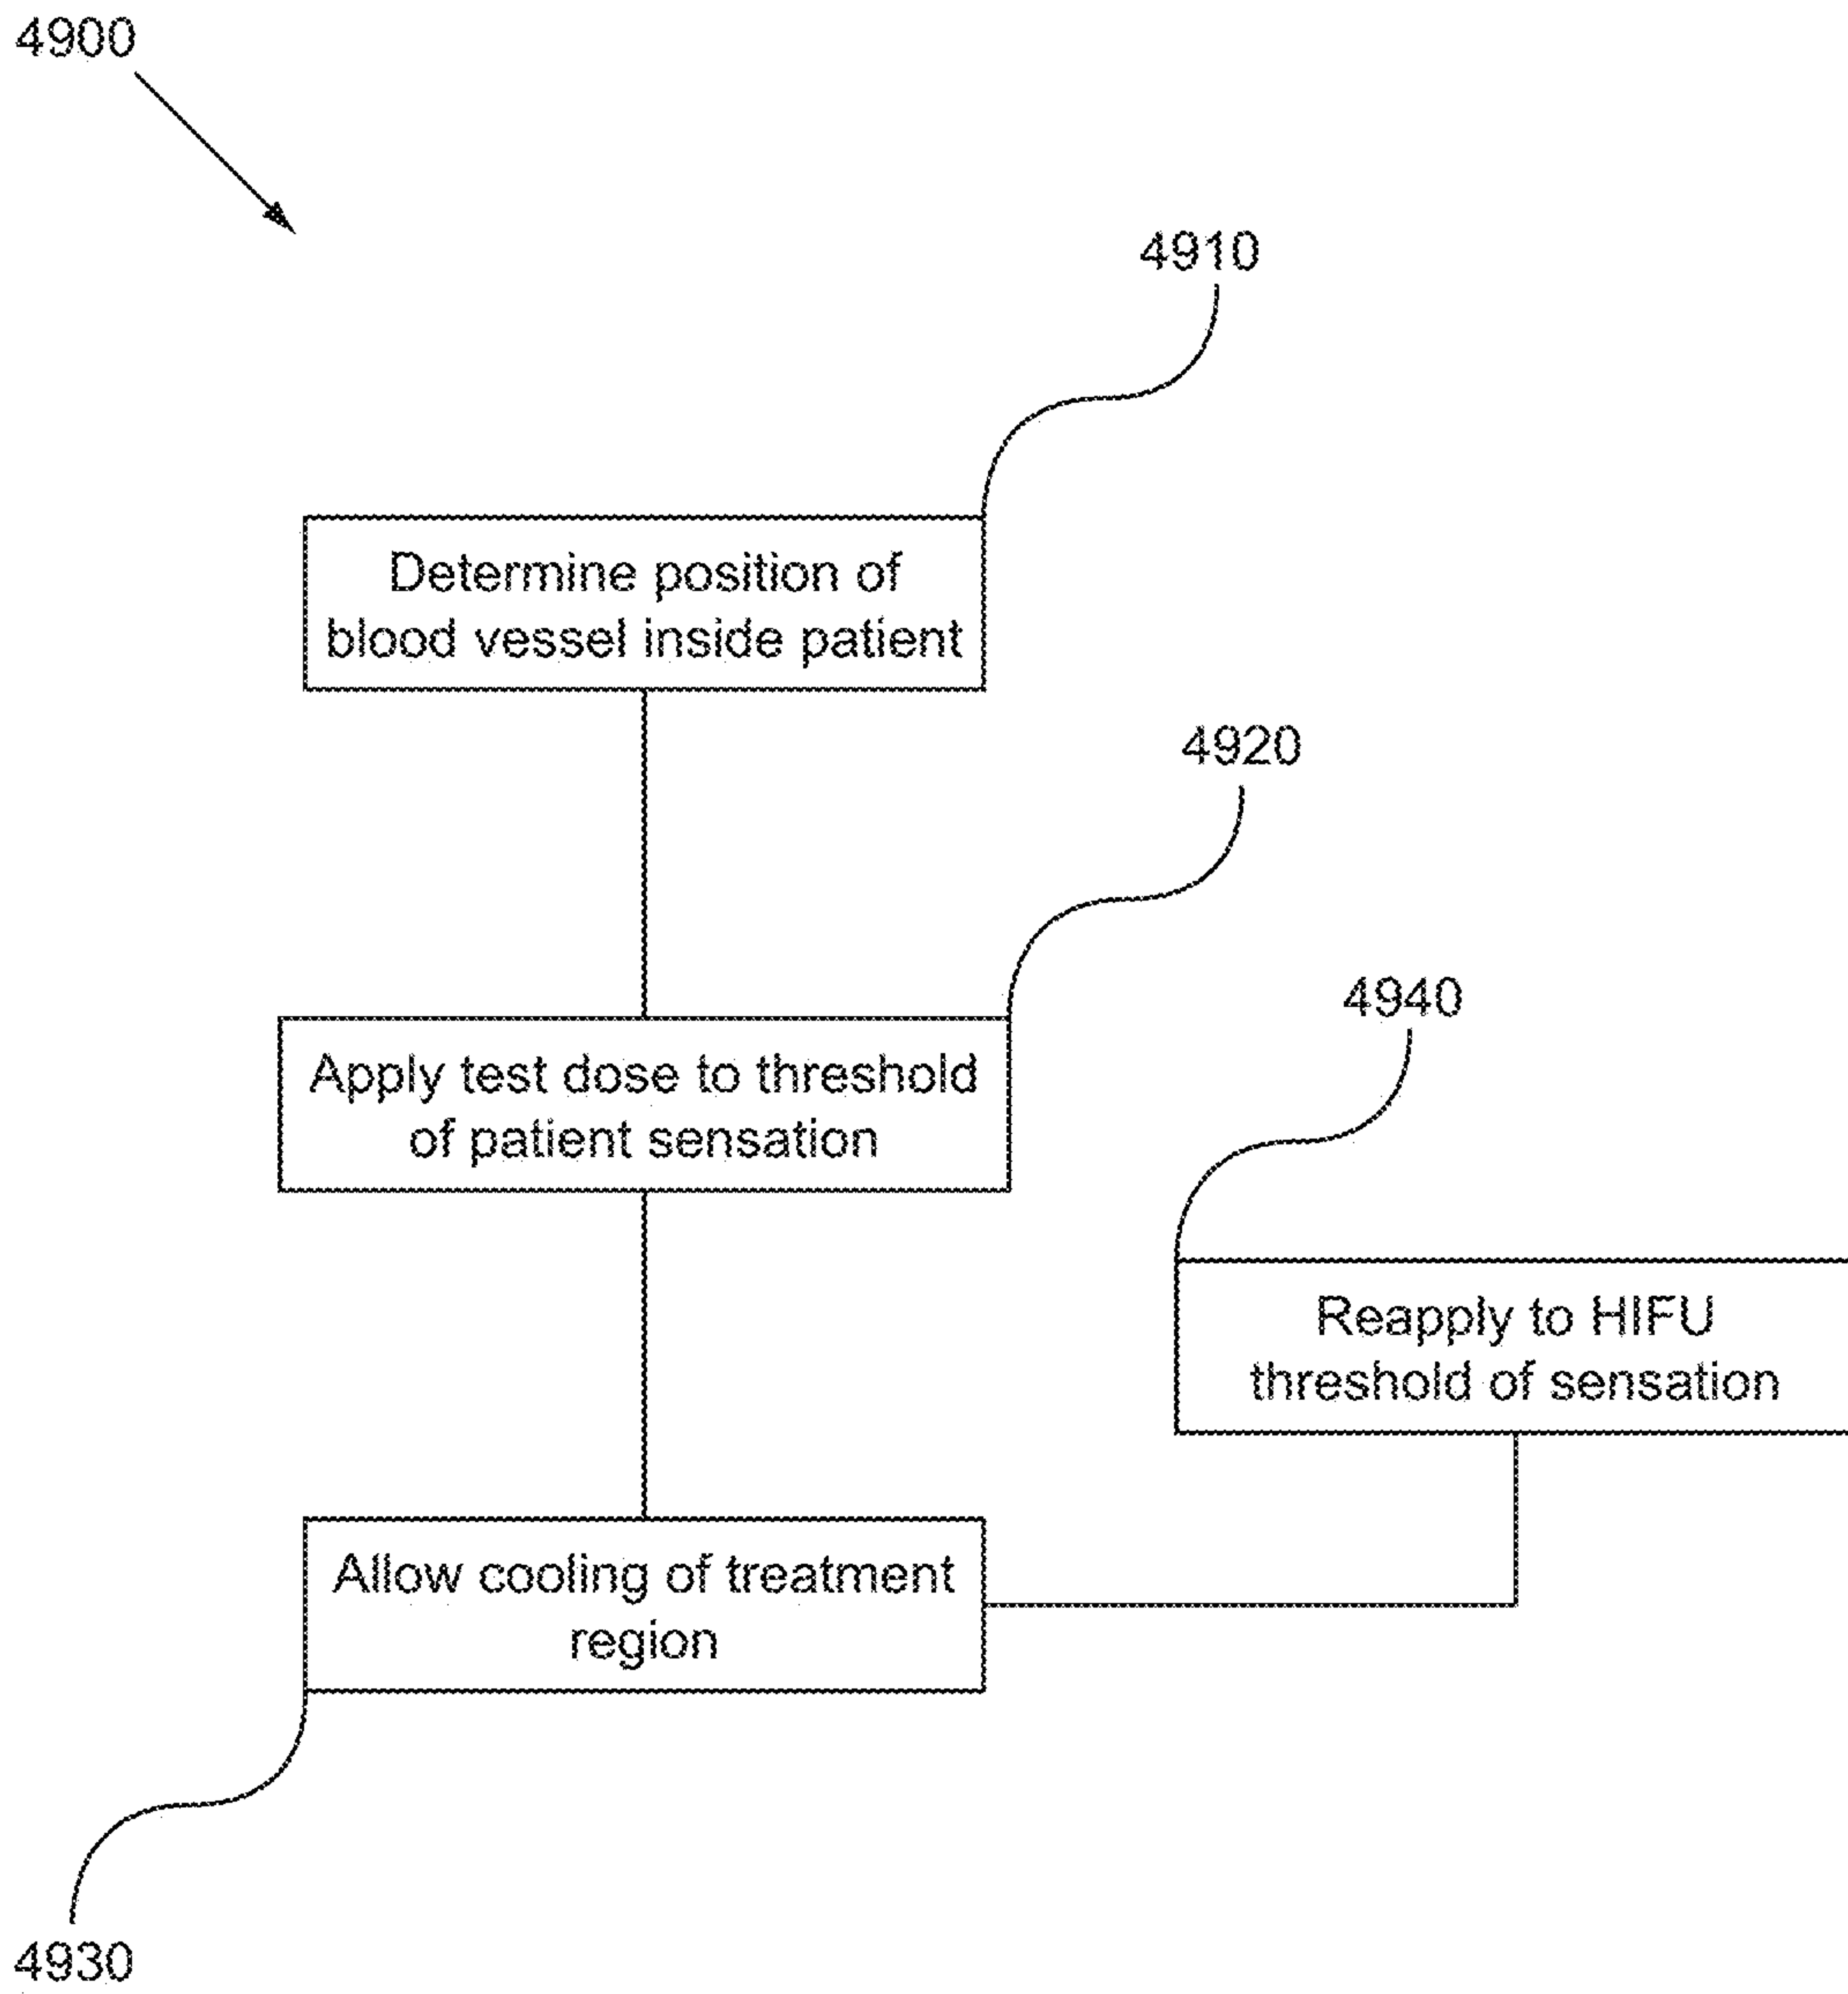 4900
4910
Determine position of
blood vessel inside patient
4920
Apply test dose to threshold
of patient sensation
4940
Reapply to HIFU
threshold of sensation
Allow cooling of treatment
region
4930